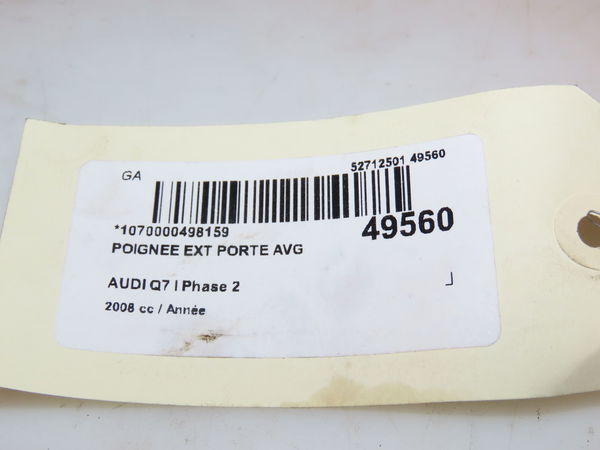 GA
52712501 49560
*1070000498159
49560
POIGNEE EXT PORTE AVG
AUDI Q7 I Phase 2
2008 cc / Année